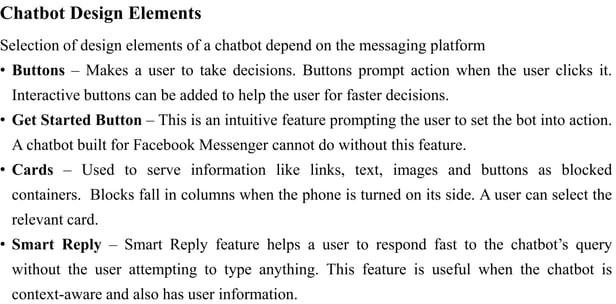 Chatbot Design Elements
Selection of design elements of a chatbot depend on the messaging platform
• Buttons – Makes a user to take decisions. Buttons prompt action when the user clicks it.
Interactive buttons can be added to help the user for faster decisions.
• Get Started Button – This is an intuitive feature prompting the user to set the bot into action.
A chatbot built for Facebook Messenger cannot do without this feature.
• Cards – Used to serve information like links, text, images and buttons as blocked
containers. Blocks fall in columns when the phone is turned on its side. A user can select the
relevant card.
• Smart Reply – Smart Reply feature helps a user to respond fast to the chatbot’s query
without the user attempting to type anything. This feature is useful when the chatbot is
context-aware and also has user information.